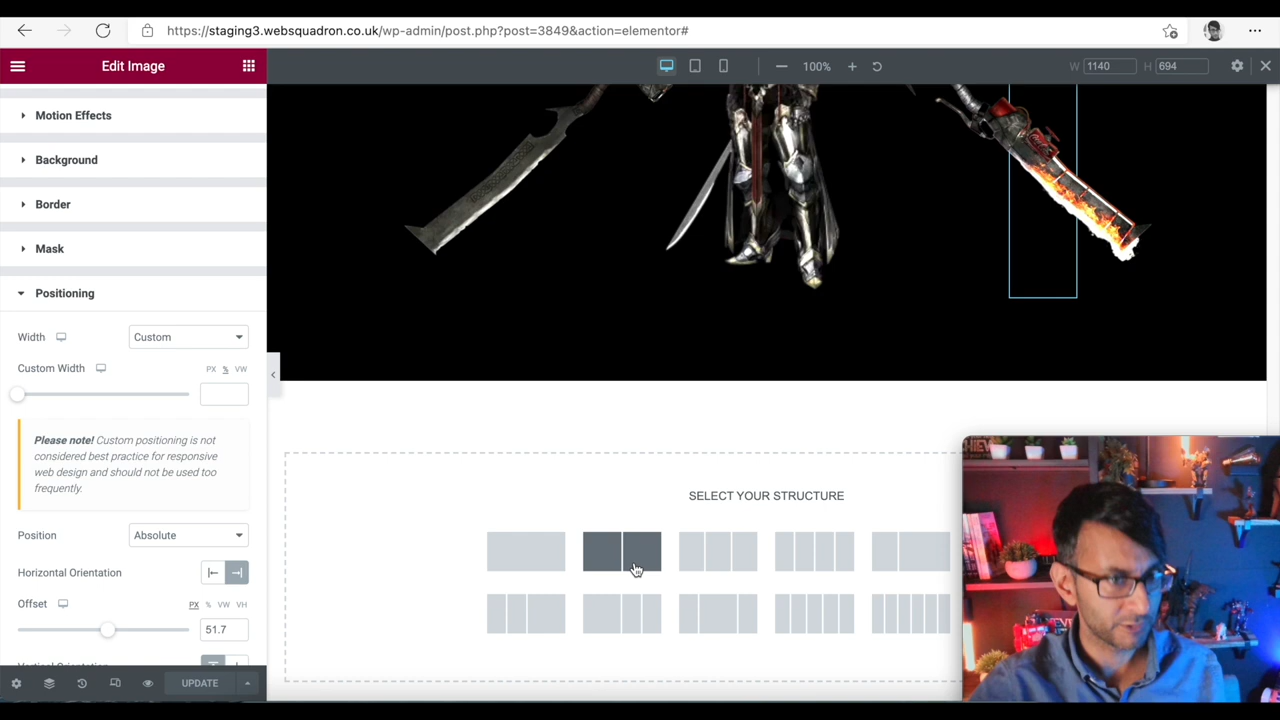 https://staging3.websquadron.co.uk/wp-admin/post.php?post=3849&action=elementor#
Edit Image
100%
W 1140 H 694
Motion Effects
Background
Border
Mask
Positioning
Width Custom
Custom Width PX % VW
Please note! Custom positioning is not
considered best practice for responsive
web design and should not be used too
frequently.
Position Absolute
Horizontal Orientation
Offset PX % VW VH
51.7
Vertical Orientation
UPDATE
SELECT YOUR STRUCTURE